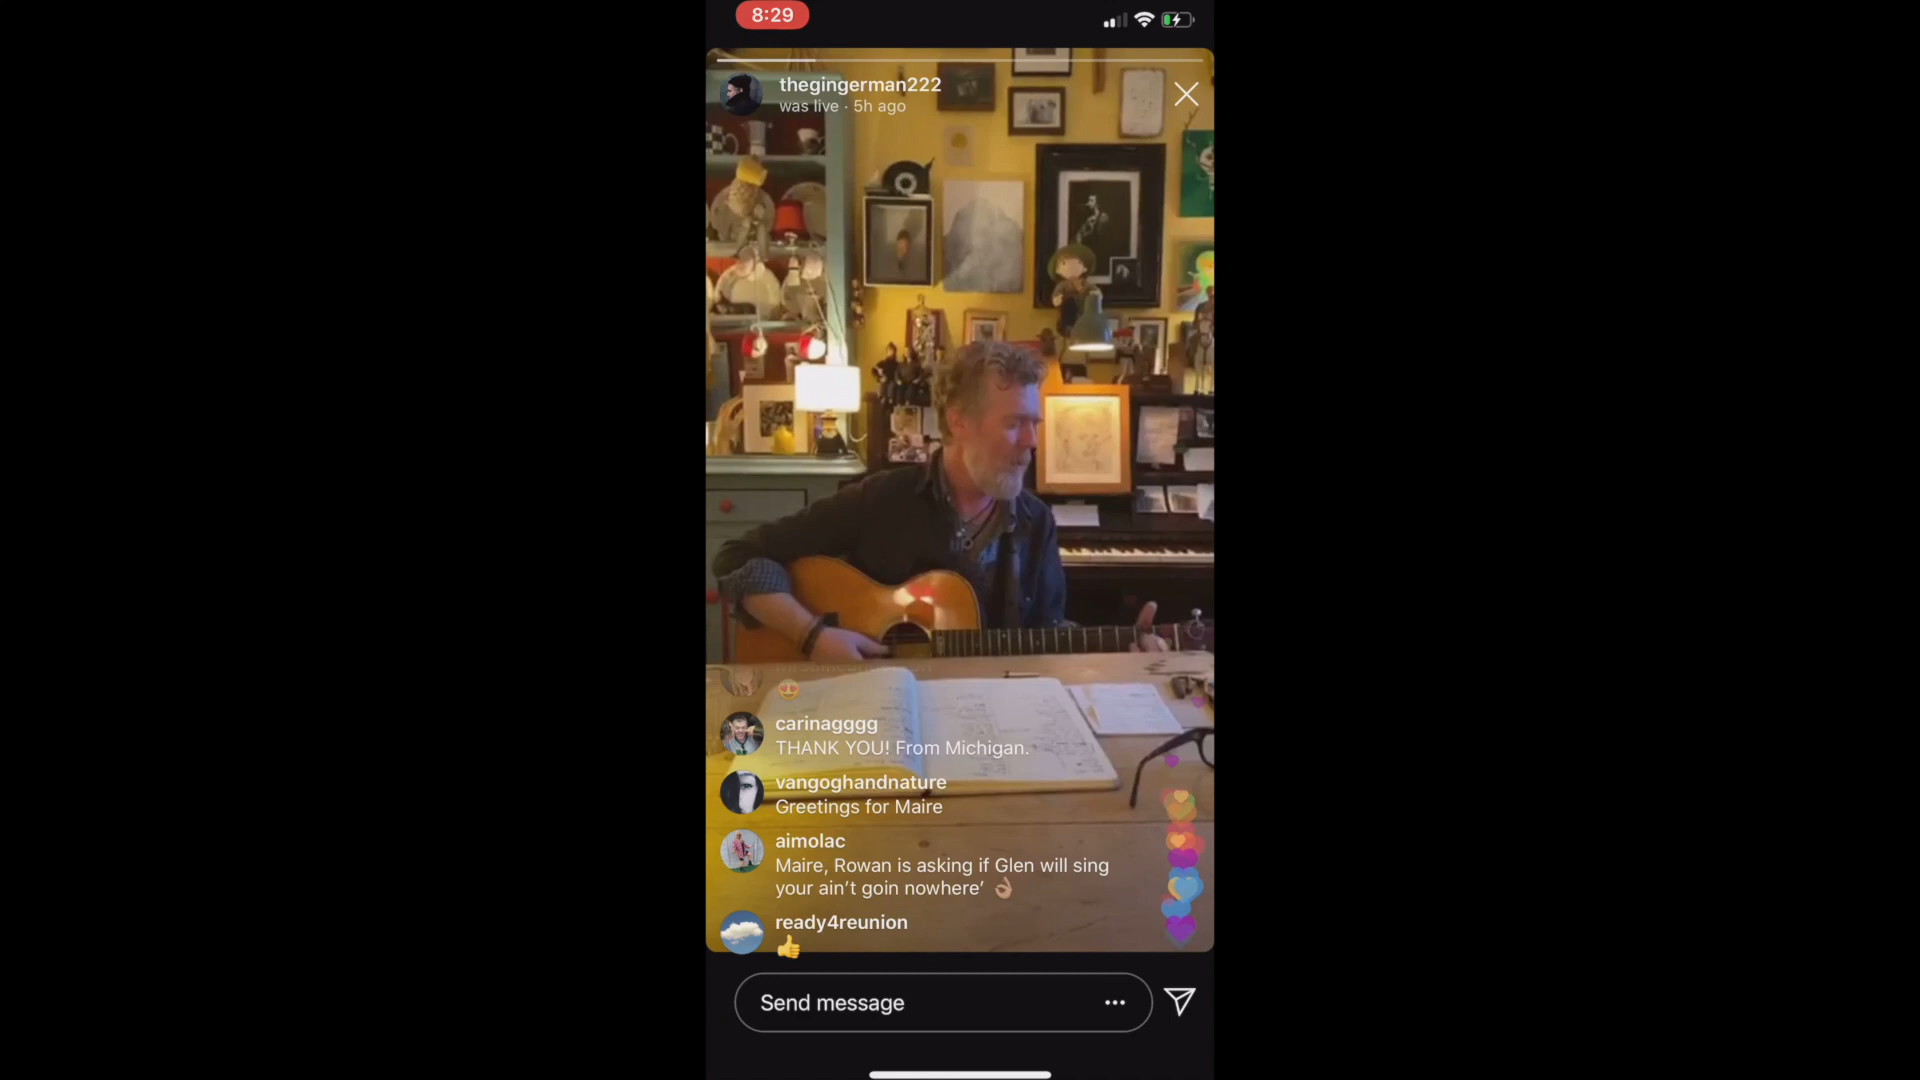 8:29
thegingerman222
was live · 5h ago
😍
carinagggg
THANK YOU! From Michigan.
vangoghandnature
Greetings for Maire
aimolac
Maire, Rowan is asking if Glen will sing
your ain’t goin nowhere’ 👌🏽
ready4reunion
👍
Send message